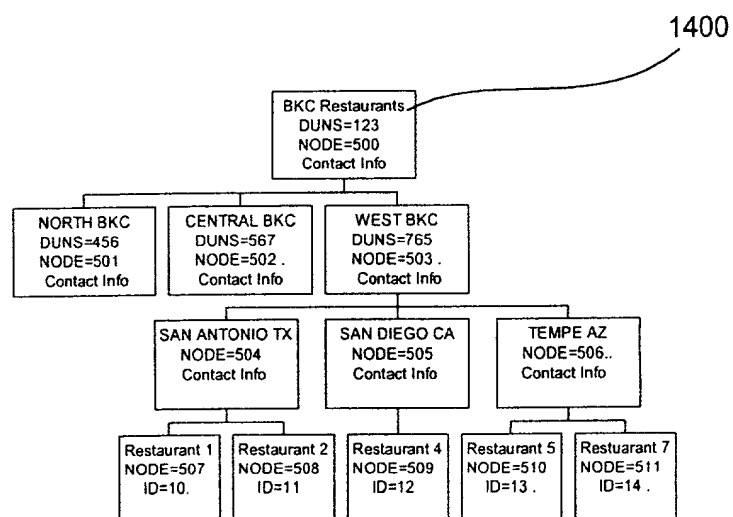 1400
BKC Restaurants
DUNS=123
NODE=500
Contact Info
NORTH BKC
DUNS=456
NODE=501
Contact Info
CENTRAL BKC
DUNS=567
NODE=502 .
Contact Info
WEST BKC
DUNS=765
NODE=503 .
Contact Info
SAN ANTONIO TX
NODE=504
Contact Info
SAN DIEGO CA
NODE=505
Contact Info
TEMPE AZ
NODE=506..
Contact Info
Restaurant 1
NODE=507
ID=10.
Restaurant 2
NODE=508
ID=11
Restaurant 4
NODE=509
ID=12
Restaurant 5
NODE=510
ID=13 .
Restuarant 7
NODE=511
ID=14 .